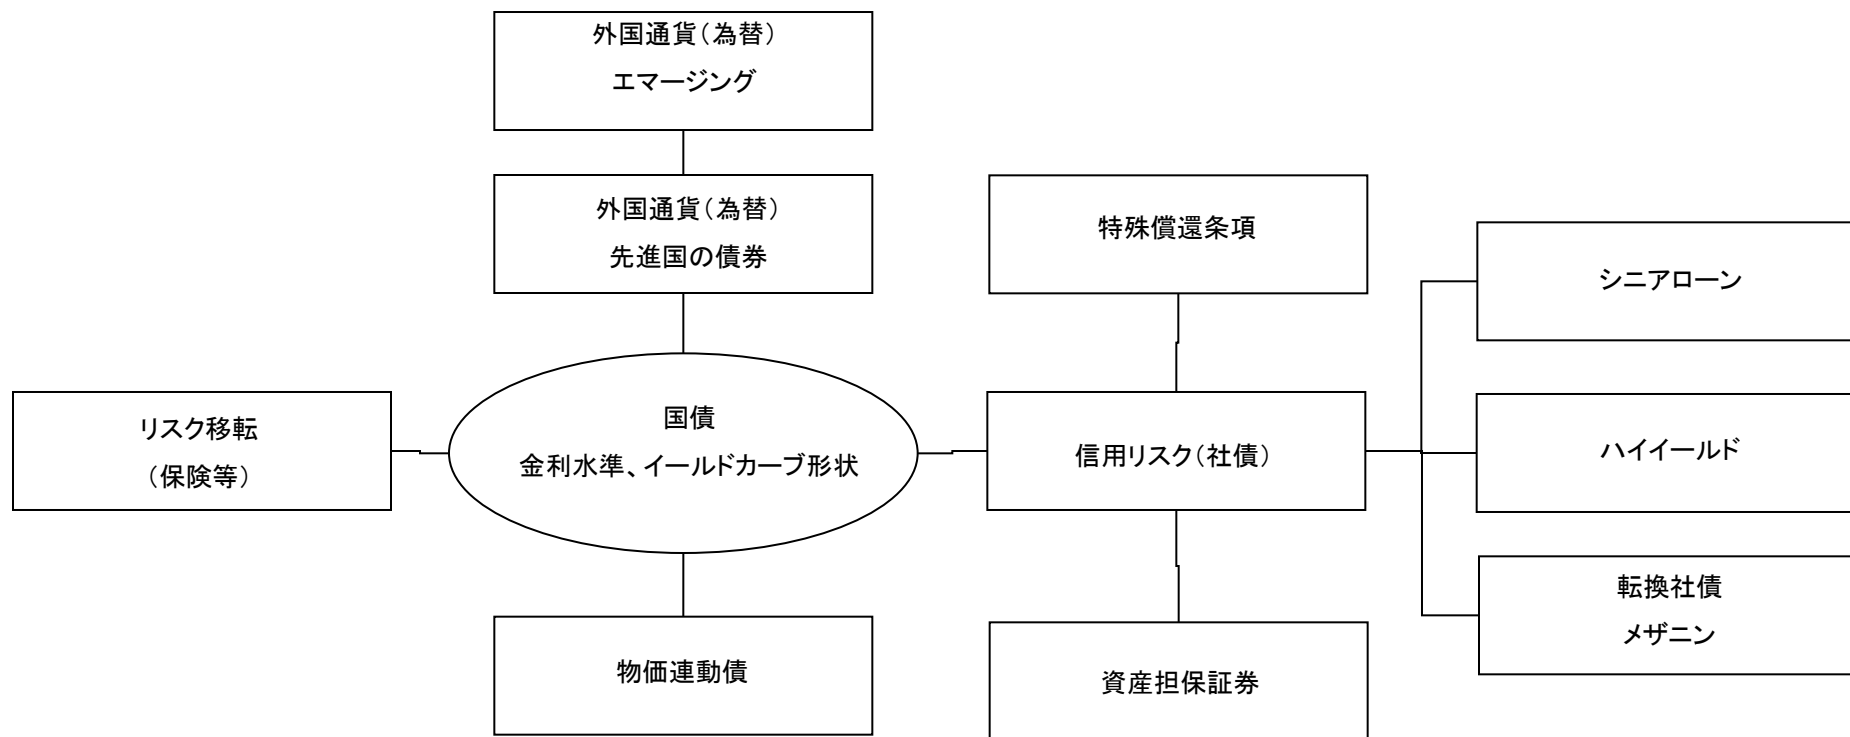 外国通貨（為替）
エマージング
外国通貨（為替）
先進国の債券
特殊償還条項
シニアローン
リスク移転
（保険等）
国債
金利水準、イールドカーブ形状
信用リスク（社債）
ハイイールド
物価連動債
資産担保証券
転換社債
メザニン